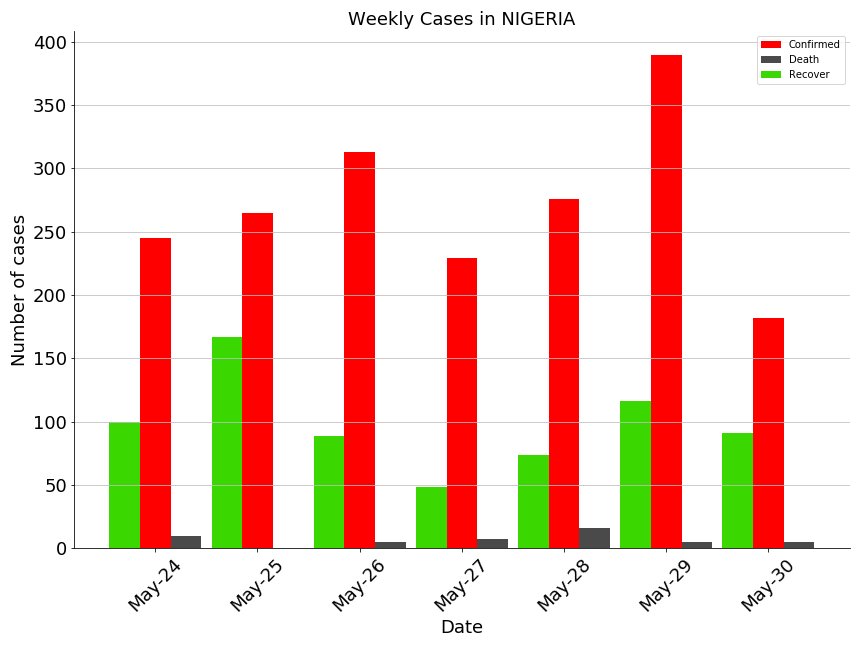 Weekly Cases in NIGERIA
Confirmed
Death
Recover
Number of cases
400
350
300
250
200
150
100
50
0
May-24
May-25
May-26
May-27
May-28
May-29
May-30
Date